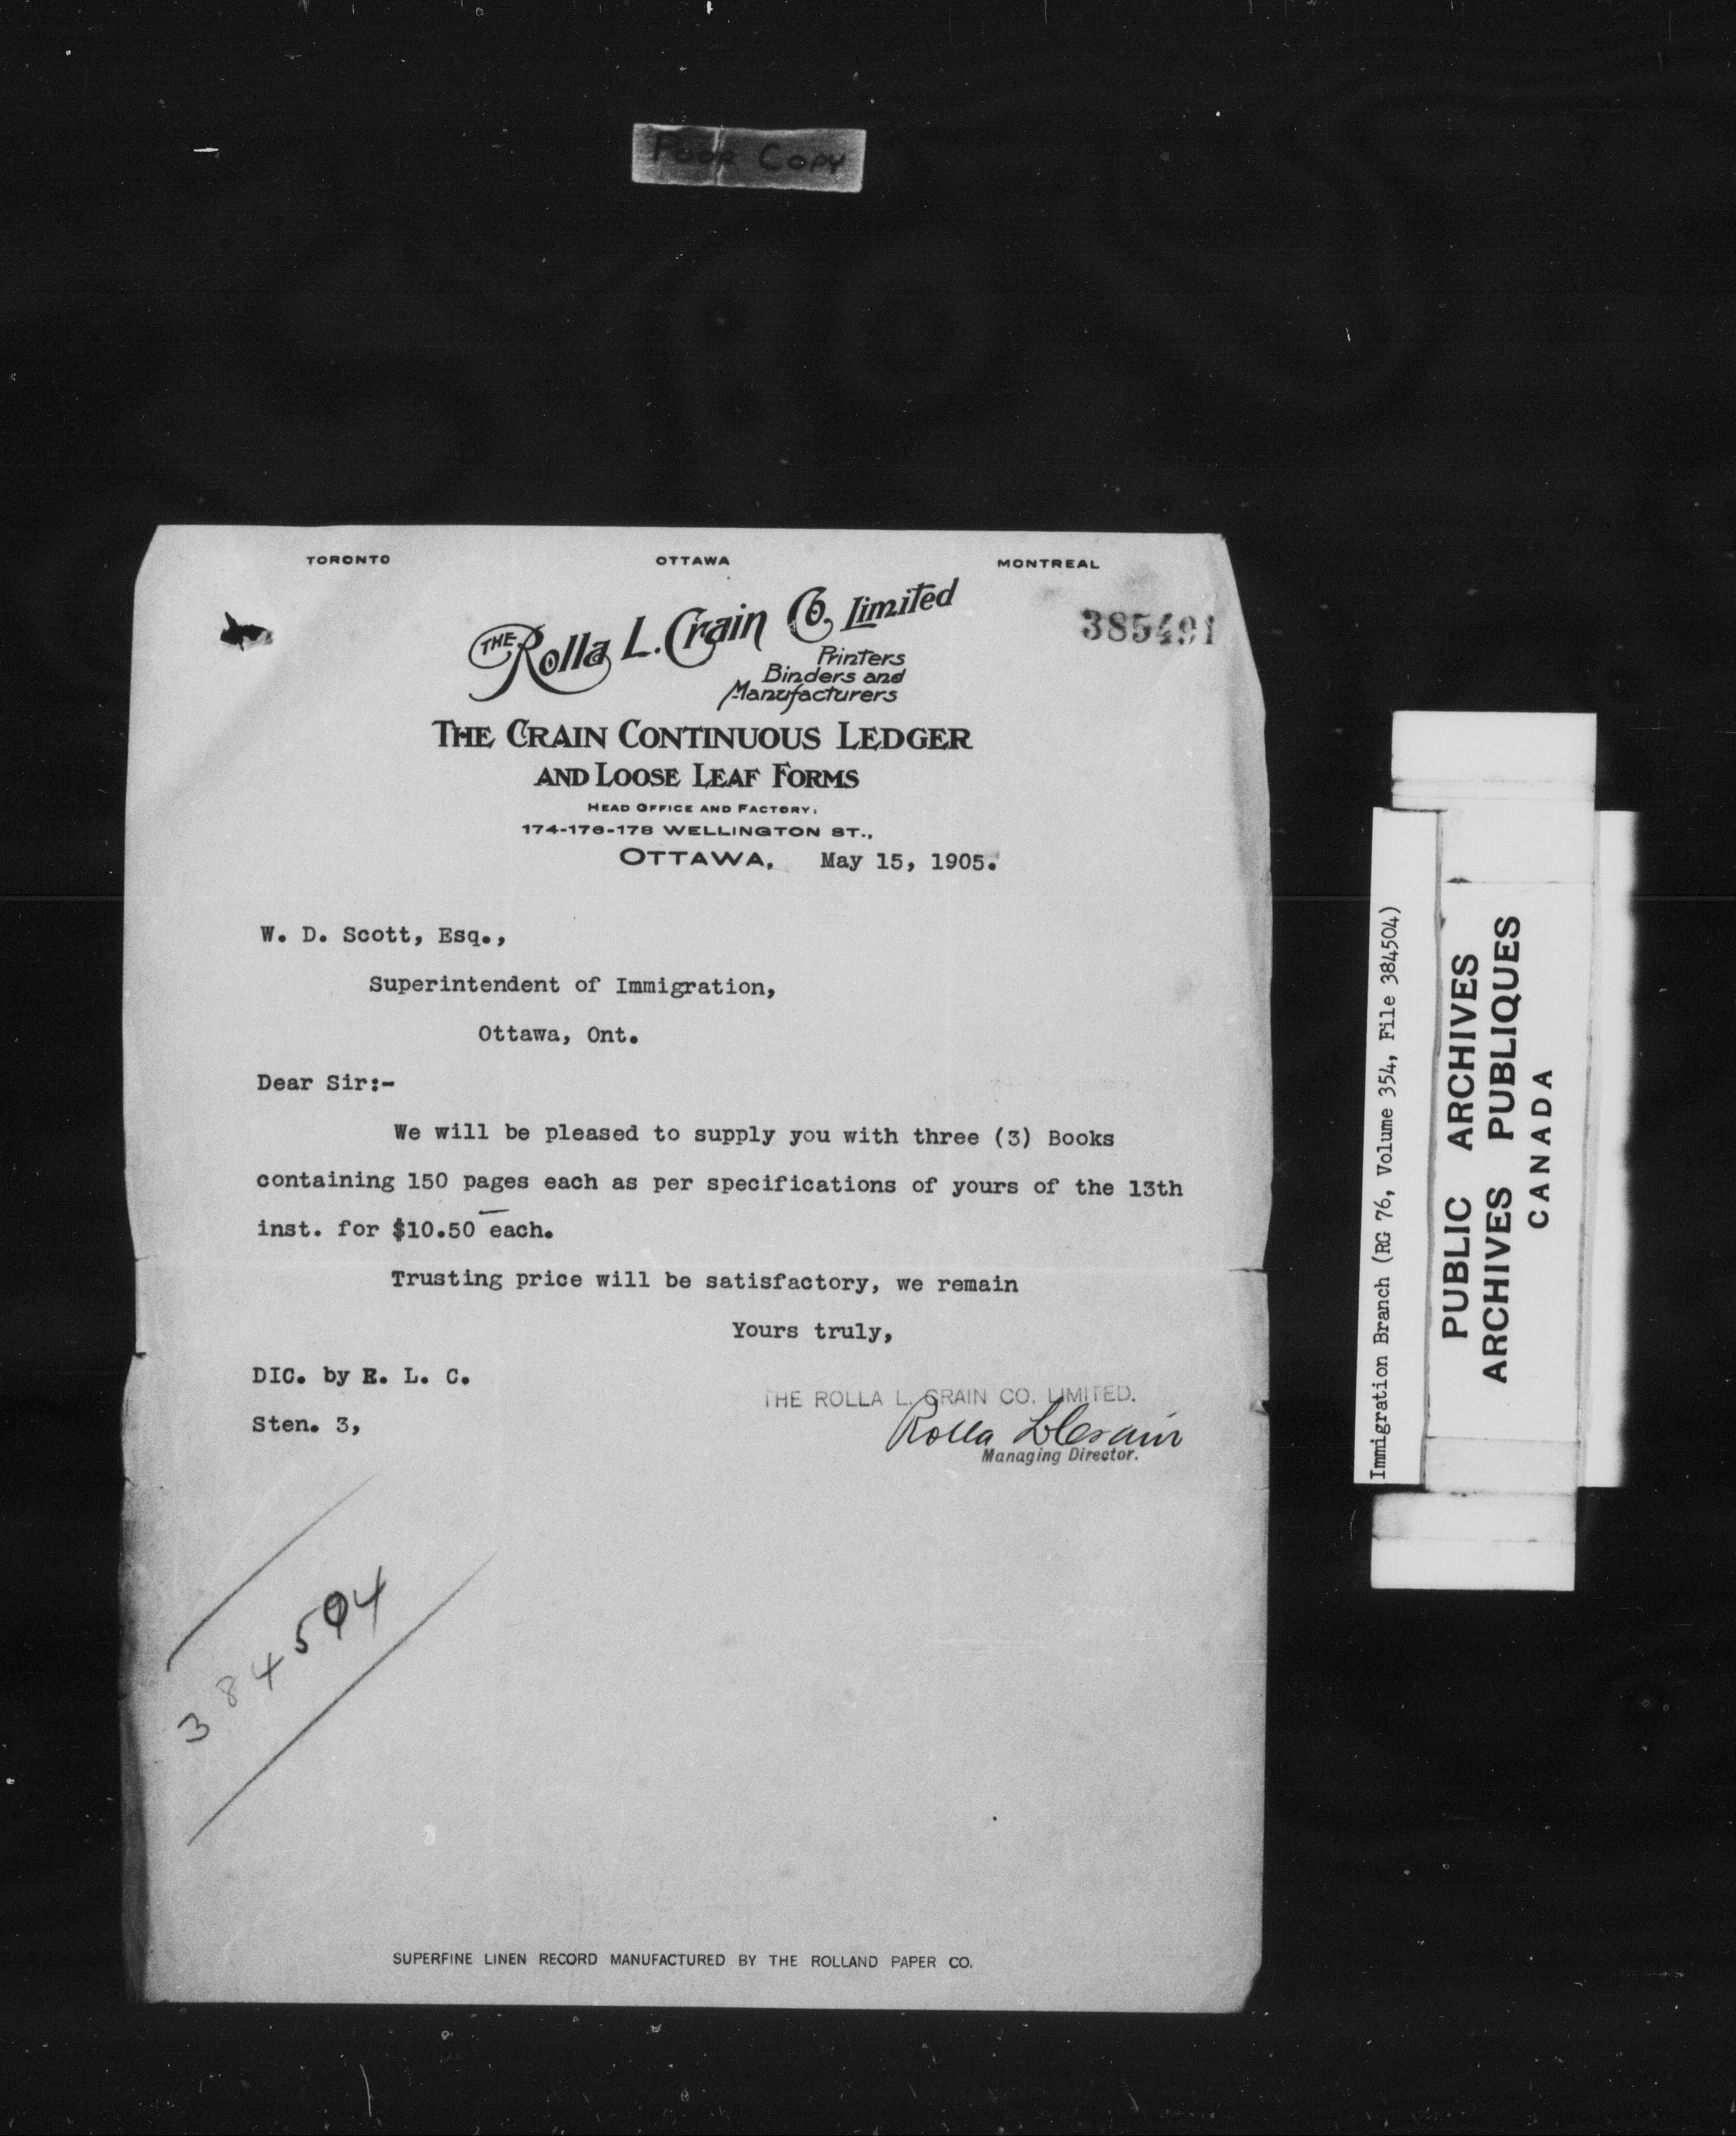 Poor Copy
TORONTO OTTAWA MONTREAL
THE Rolla L. Crain Co. Limited
385491
Printers
Binders and
Manufacturers
THE CRAIN CONTINUOUS LEDGER
AND LOOSE LEAF FORMS
HEAD OFFICE AND FACTORY,
174-176-178 WELLINGTON ST.,
OTTAWA, May 15, 1905.
W. D. Scott, Esq.,
Superintendent of Immigration,
Ottawa, Ont.
Dear Sir:-
We will be pleased to supply you with three (3) Books
containing 150 pages each as per specifications of yours of the 13th
inst. for $10.50 each.
Trusting price will be satisfactory, we remain
Yours truly,
DIC. by R. L. C.
THE ROLLA L. CRAIN CO. LIMITED.
Sten. 3,
Rolla L Crain
Managing Director.
384504
SUPERFINE LINEN RECORD MANUFACTURED BY THE ROLLAND PAPER CO.
Immigration Branch (RG 76, Volume 354, File 384504)
PUBLIC ARCHIVES
ARCHIVES PUBLIQUES
CANADA